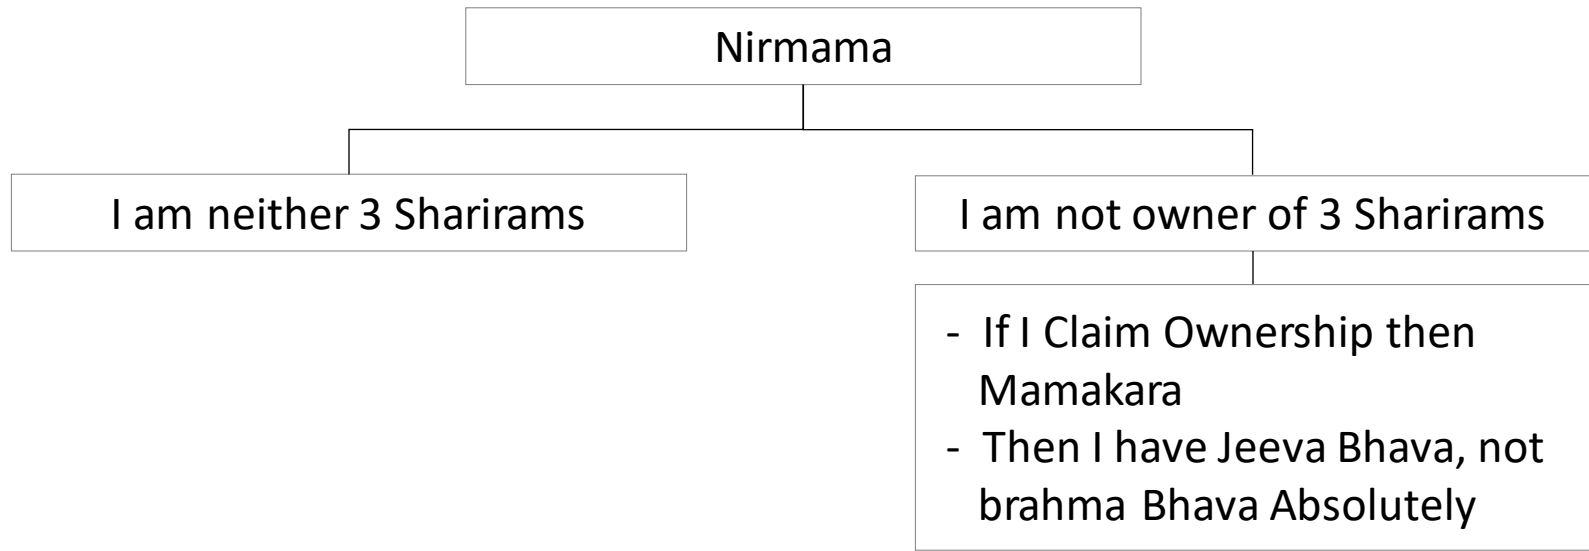 Nirmama
I am neither 3 Sharirams
I am not owner of 3 Sharirams
- If I Claim Ownership then
Mamakara
- Then I have Jeeva Bhava, not
brahma Bhava Absolutely